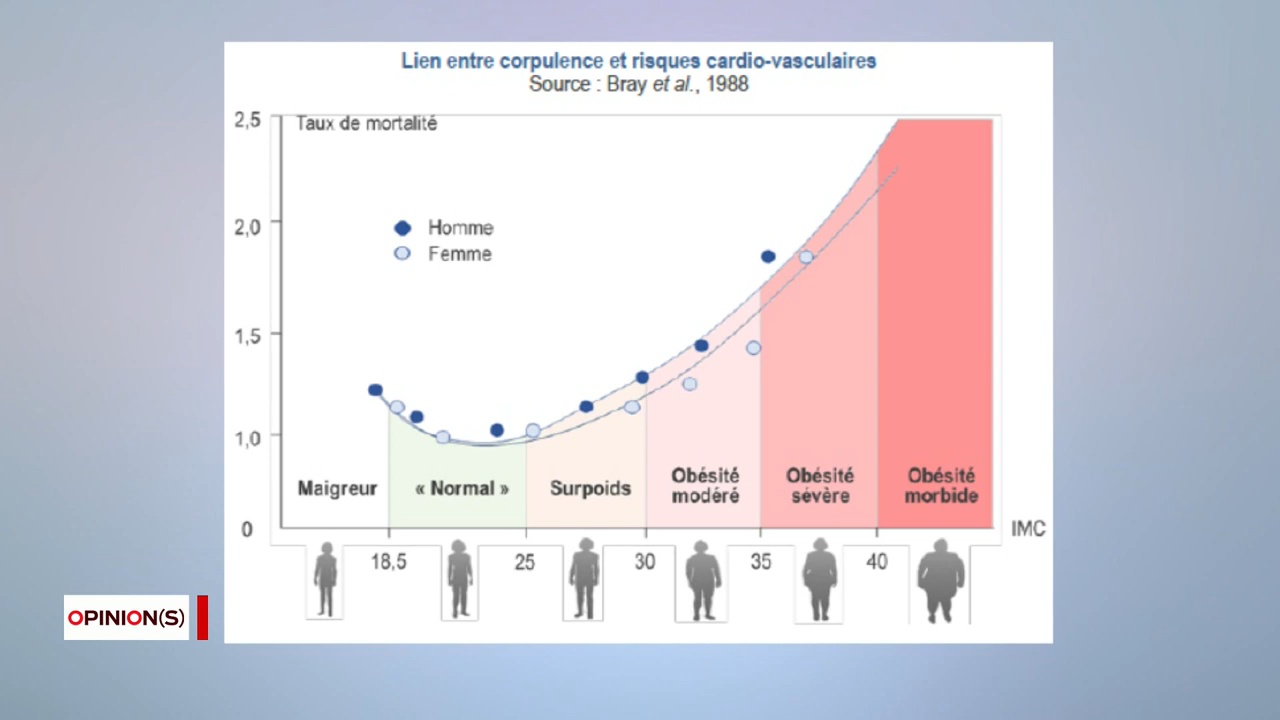 Lien entre corpulence et risques cardio-vasculaires
Source : Bray et al., 1988
2,5
Taux de mortalité
2,0
Homme
Femme
1,5
1,0
Maigreur
« Normal »
Surpoids
Obésité
modéré
Obésité
sévère
Obésité
morbide
0
IMC
18,5
25
30
35
40
OPINION(S)